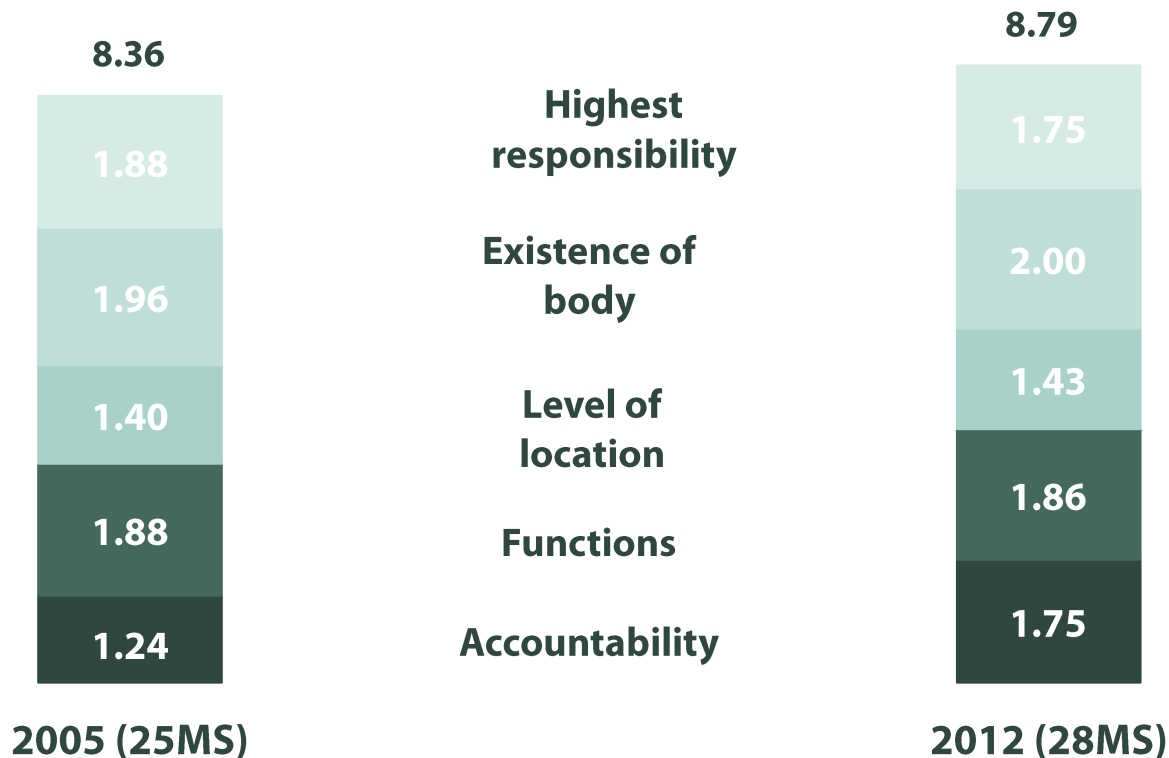 8.36
8.79
Highest
responsibility
1.88
1.75
Existence of
body
1.96
2.00
Level of
location
1.40
1.43
Functions
1.88
1.86
Accountability
1.24
1.75
2005 (25MS)
2012 (28MS)